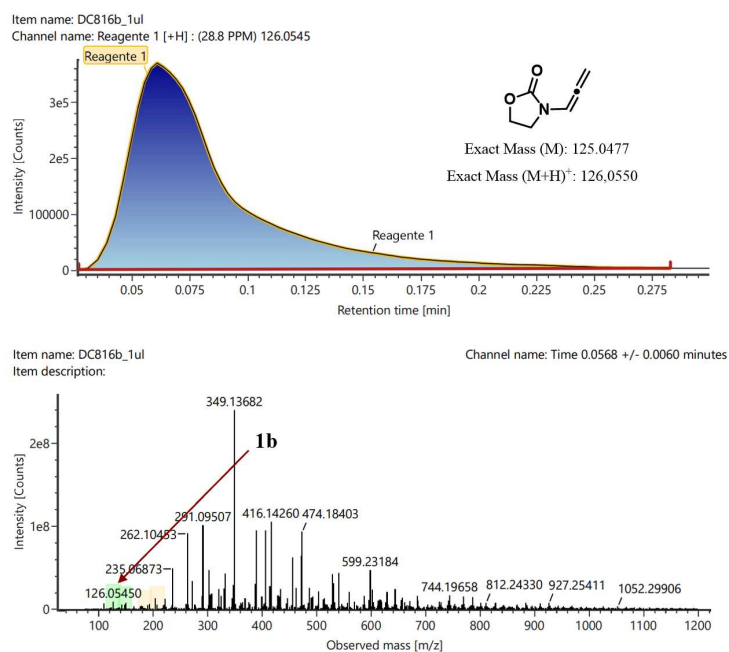 Item name: DC816b_1ul
Channel name: Reagente 1 [+H] : (28.8 PPM) 126.0545
Reagente 1
3e5
2e5
100000
0
Intensity [Counts]
O
O
N
Exact Mass (M): 125.0477
Exact Mass (M+H)+: 126,0550
Reagente 1
0.05 0.075 0.1 0.125 0.15 0.175 0.2 0.225 0.25 0.275
Retention time [min]
Item name: DC816b_1ul Channel name: Time 0.0568 +/- 0.0060 minutes
Item description:
349.13682
1b
2e8
1e8
0
Intensity [Counts]
291.09507
416.14260
474.18403
262.10453
235.06873
599.23184
126.05450
744.19658
812.24330
927.25411
1052.29906
100 200 300 400 500 600 700 800 900 1000 1100 1200
Observed mass [m/z]